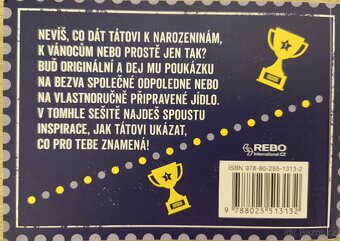 NEVÍŠ, CO DÁT TÁTOVI K NAROZENINÁM,
K VÁNOCŮM NEBO PROSTĚ JEN TAK?
BUĎ ORIGINÁLNÍ A DEJ MU POUKÁZKU
NA BEZVA SPOLEČNÉ ODPOLEDNE NEBO
NA VLASTNORUČNĚ PŘIPRAVENÉ JÍDLO.
V TOMHLE SEŠITĚ NAJDEŠ SPOUSTU
INSPIRACE, JAK TÁTOVI UKÁZAT,
CO PRO TEBE ZNAMENÁ!
REBO
International CZ
ISBN 978-80-255-1313-2
9 788025 513132